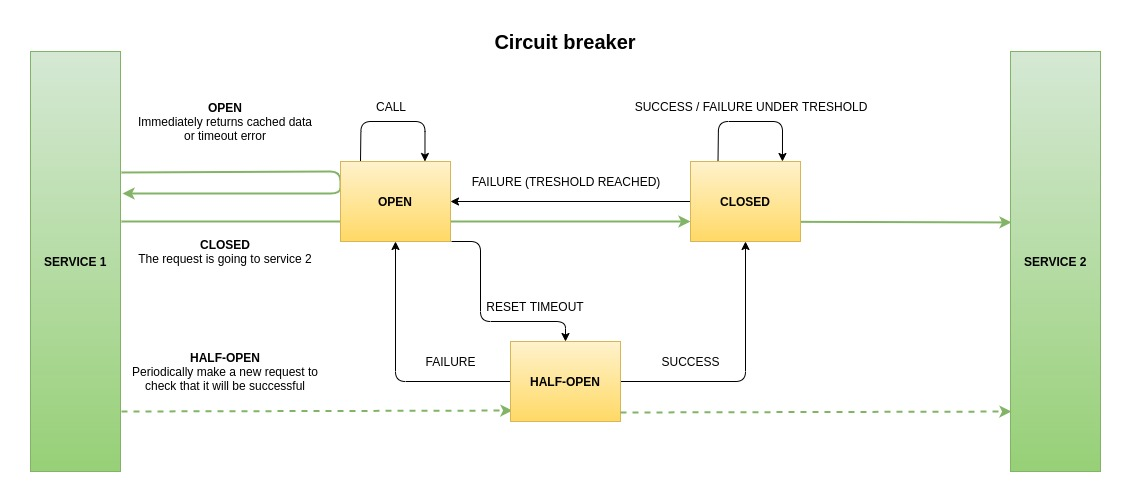 Circuit breaker
OPEN
Immediately returns cached data
or timeout error
CALL
SUCCESS / FAILURE UNDER TRESHOLD
FAILURE (TRESHOLD REACHED)
OPEN
CLOSED
CLOSED
The request is going to service 2
SERVICE 1
SERVICE 2
RESET TIMEOUT
HALF-OPEN
Periodically make a new request to
check that it will be successful
FAILURE
SUCCESS
HALF-OPEN